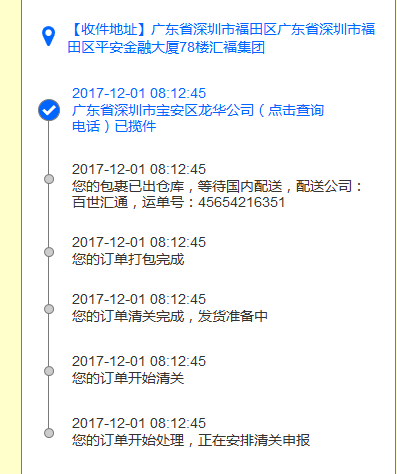 【收件地址】广东省深圳市福田区广东省深圳市福
田区平安金融大厦78楼汇福集团
2017-12-01 08:12:45
广东省深圳市宝安区龙华公司（点击查询
电话）已揽件
2017-12-01 08:12:45
您的包裹已出仓库，等待国内配送，配送公司：
百世汇通，运单号：45654216351
2017-12-01 08:12:45
您的订单打包完成
2017-12-01 08:12:45
您的订单清关完成，发货准备中
2017-12-01 08:12:45
您的订单开始清关
2017-12-01 08:12:45
您的订单开始处理，正在安排清关申报